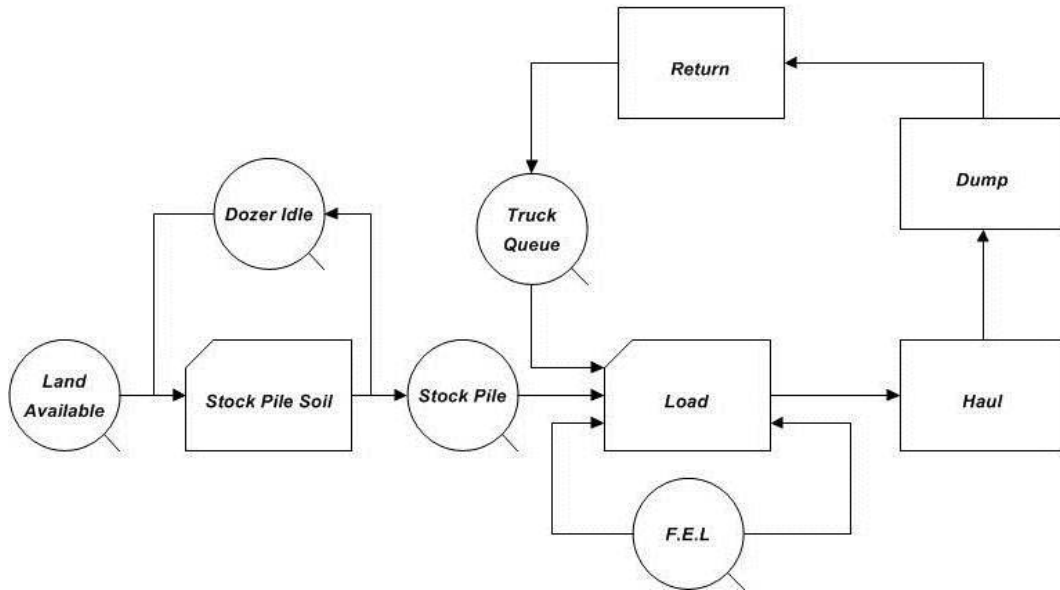 Return
Dump
Dozer Idle
Truck
Queue
Land
Available
Stock Pile Soil
Stock Pile
Load
Haul
F.E.L